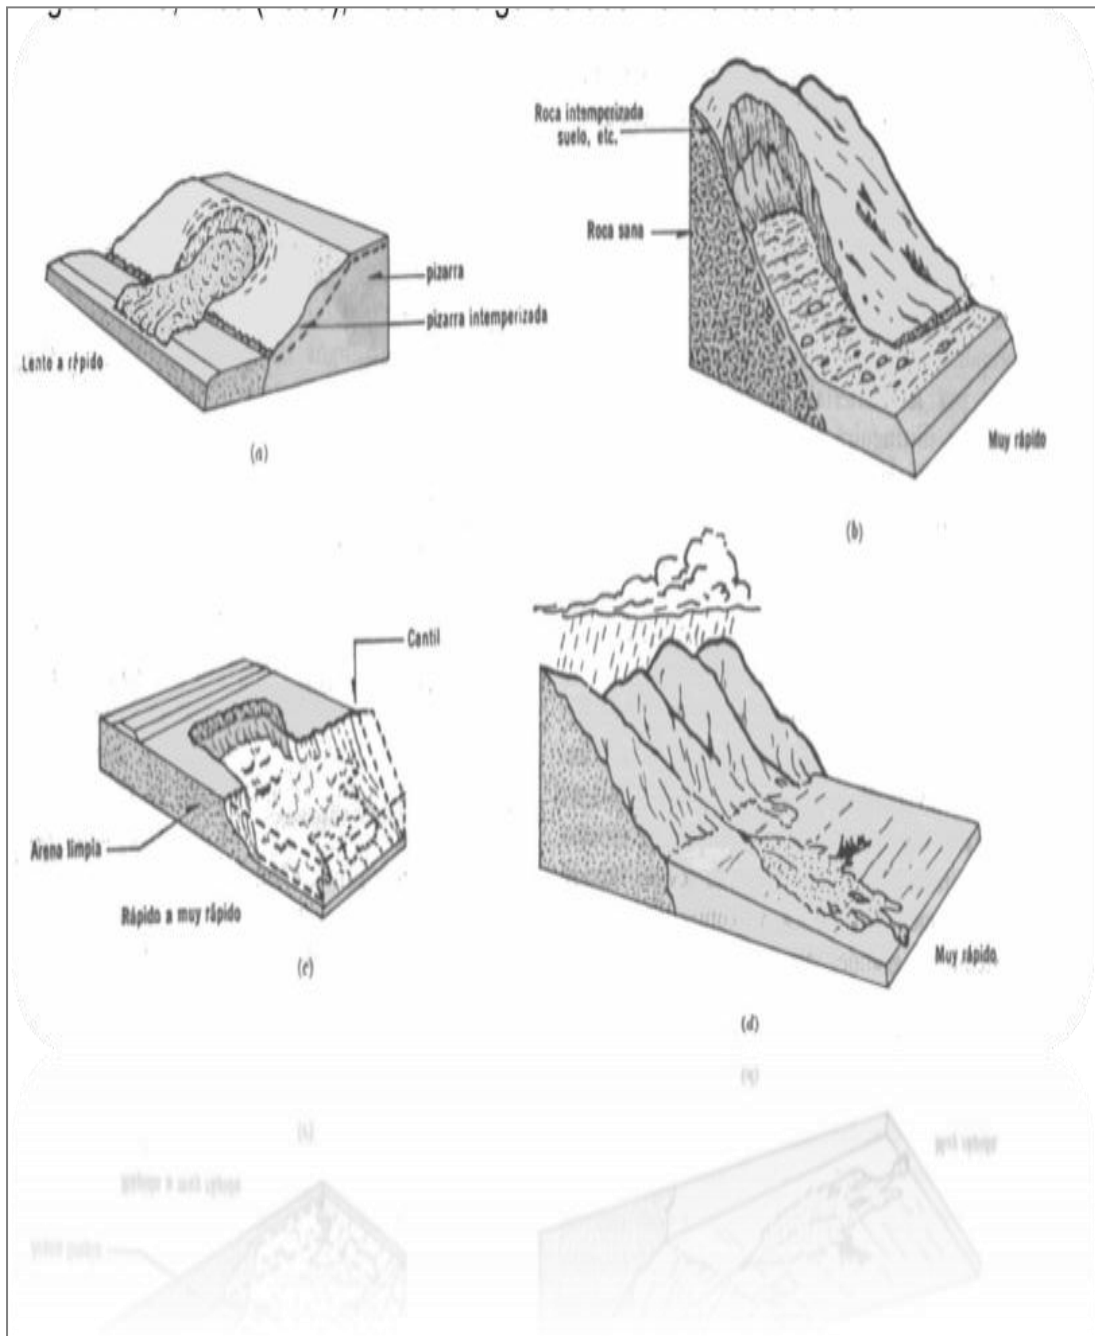 pizarra
pizarra intemperizada
Lento a rápido
(a)
Roca intemperizada
suelo, etc.
Roca sana
Muy rápido
(b)
Cantil
Arena limpia
Rápido a muy rápido
(c)
Muy rápido
(d)